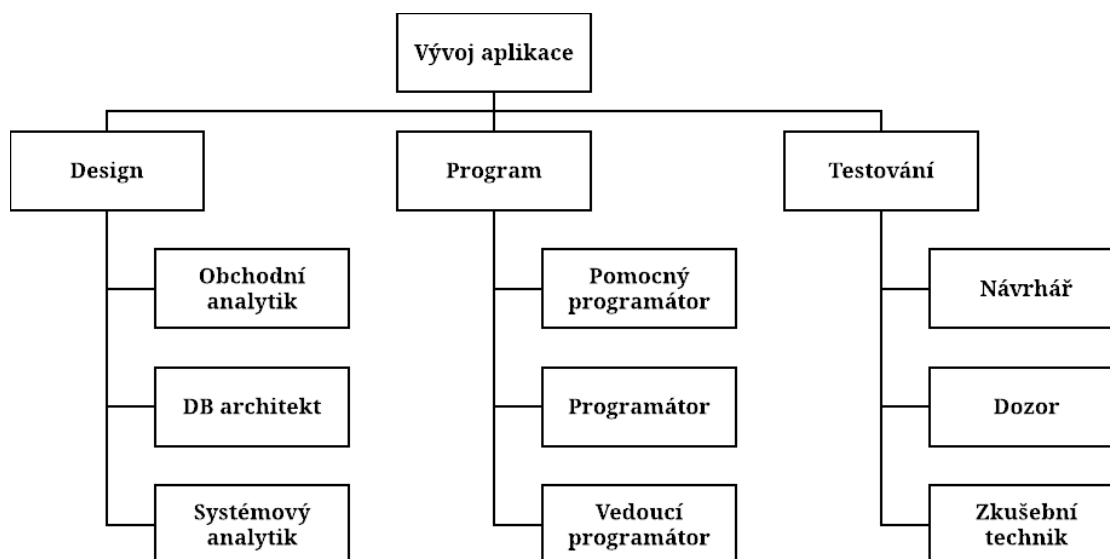 Vývoj aplikace
Design
Program
Testování
Obchodní
analytik
Pomocný
programátor
Návrhář
DB architekt
Programátor
Dozor
Systémový
analytik
Vedoucí
programátor
Zkušební
technik